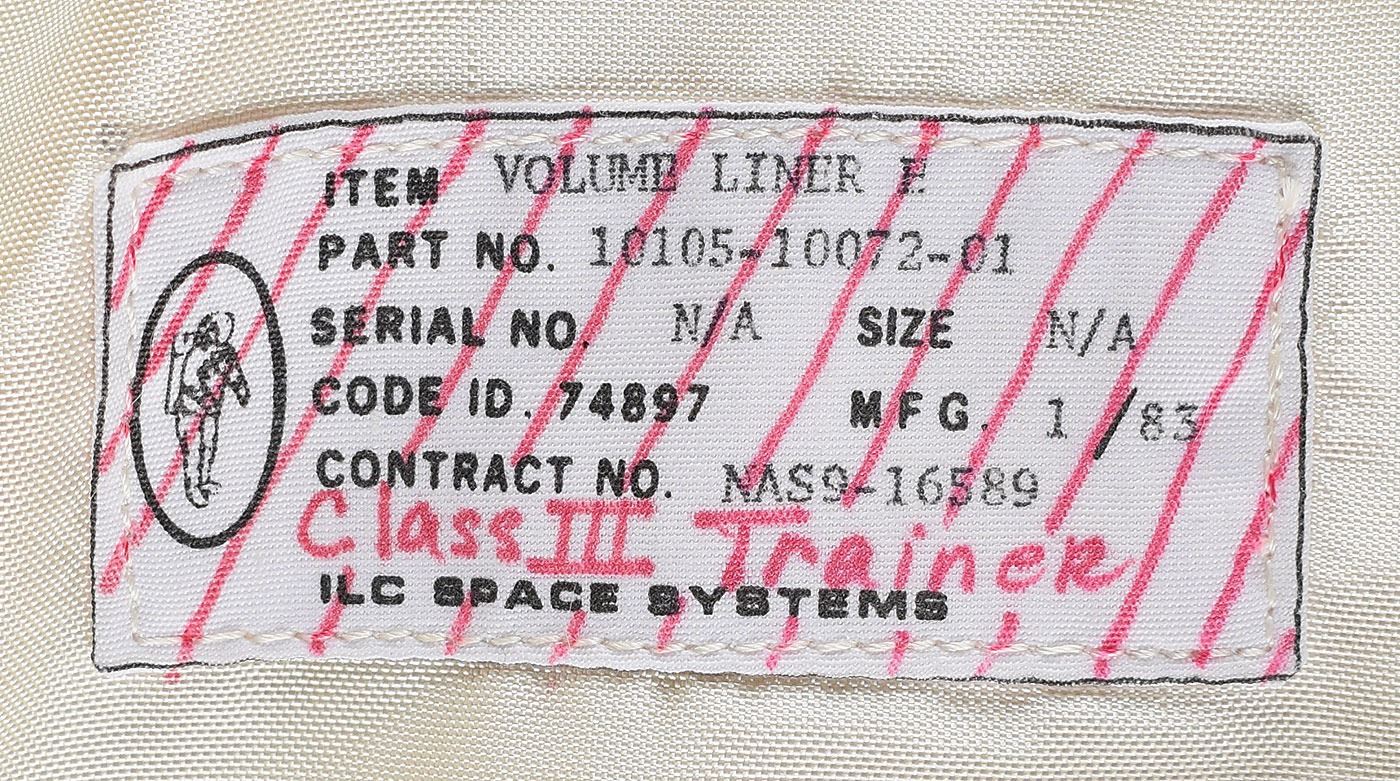 ITEM VOLUME LINER E
PART NO. 10105-10072-01
SERIAL NO. N/A SIZE N/A
CODE ID. 74897 MFG. 1/83
CONTRACT NO. NAS9-16589
Class III Trainer
ILC SPACE SYSTEMS